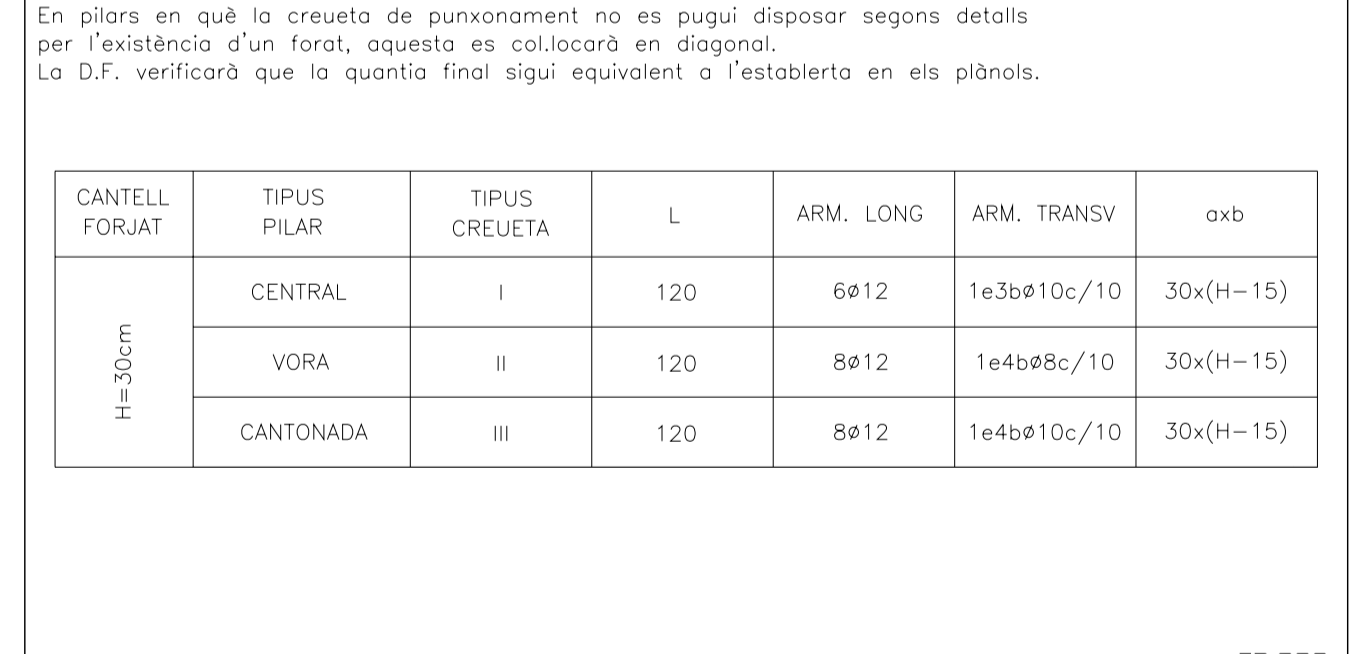 En pilars en què la creueta de punxonament no es pugui disposar segons detalls
per l'existència d'un forat, aquesta es col.locarà en diagonal.
La D.F. verificarà que la quantia final sigui equivalent a l'establerta en els plànols.
CANTELL FORJAT TIPUS PILAR TIPUS CREUETA L ARM. LONG ARM. TRANSV axb
H=30cm
CENTRAL I 120 6ø12 1e3bø10c/10 30x(H-15)
VORA II 120 8ø12 1e4bø8c/10 30x(H-15)
CANTONADA III 120 8ø12 1e4bø10c/10 30x(H-15)